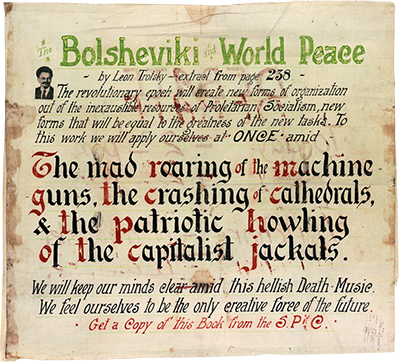 The Bolsheviki and World Peace
- by Leon Trotsky - extract from page 238 -
The revolutionary epoch will create new forms of organization
out of the inexaustible resources of Proletarian Socialism, new
forms that will be equal to the greatness of the new tasks. To
this work we will apply ourselves at · ONCE · amid
The mad roaring of the machine
guns, the crashing of cathedrals,
& the patriotic howling
of the capitalist jackals.
We will keep our minds clear amid this hellish Death-Music.
We feel ourselves to be the only creative force of the future.
· Get a Copy of this Book from the S.P. of C. ·